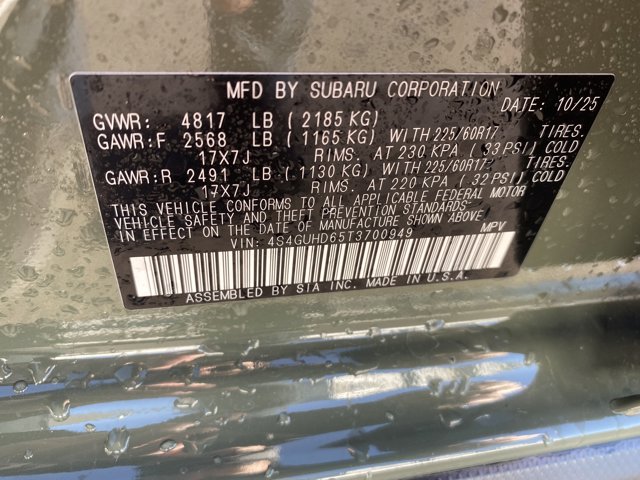 MFD BY SUBARU CORPORATION
DATE: 10/25
GVWR: 4817 LB (2185 KG)
GAWR:F 2568 LB (1165 KG) WITH 225/60R17 TIRES.
17X7J RIMS. AT 230 KPA (33 PSI) COLD
GAWR:R 2491 LB (1130 KG) WITH 225/60R17 TIRES.
17X7J RIMS. AT 220 KPA (32 PSI) COLD
THIS VEHICLE CONFORMS TO ALL APPLICABLE FEDERAL MOTOR
VEHICLE SAFETY AND THEFT PREVENTION STANDARDS
IN EFFECT ON THE DATE OF MANUFACTURE SHOWN ABOVE
VIN: 4S4GUHD65T3700949 MPV
ASSEMBLED BY SIA INC. MADE IN U.S.A.